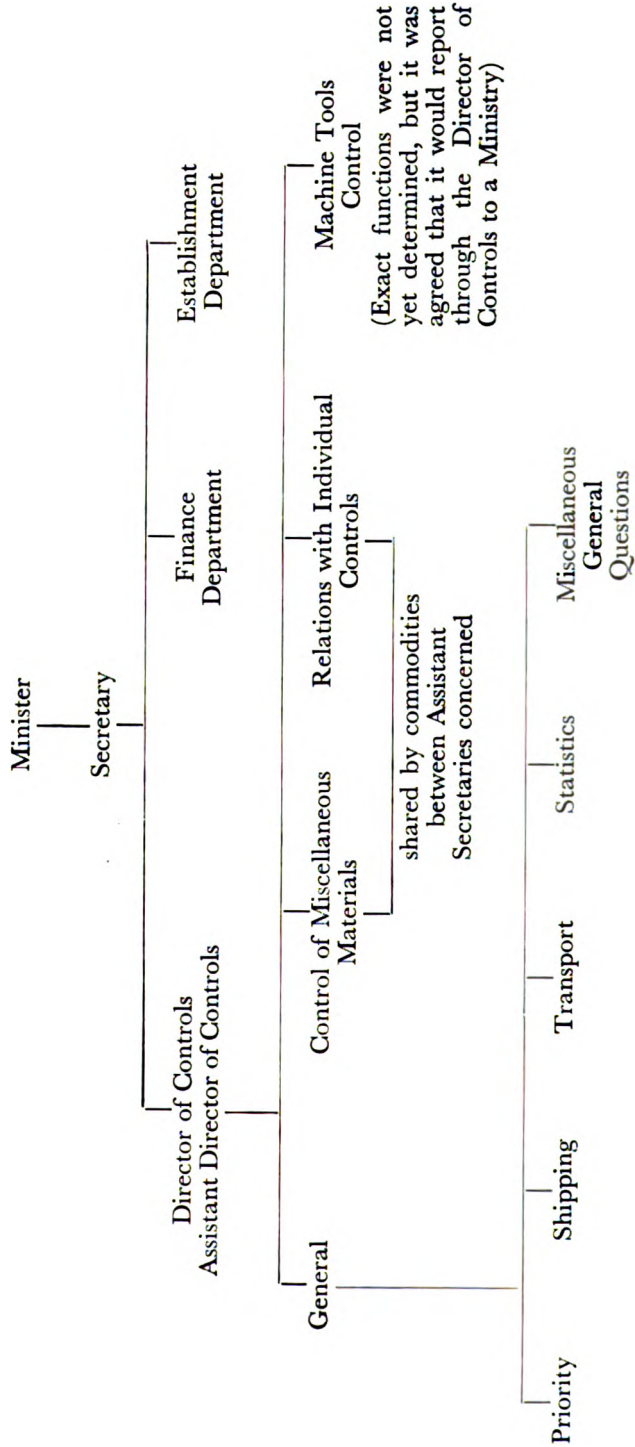 Minister
Secretary
Director of Controls
Assistant Director of Controls
Finance
Department
Establishment
Department
General
Control of Miscellaneous
Materials
Relations with Individual
Controls
shared by commodities
between Assistant
Secretaries concerned
Machine Tools
Control
(Exact functions were not
yet determined, but it was
agreed that it would report
through the Director of
Controls to a Ministry)
Priority
Shipping
Transport
Statistics
Miscellaneous
General
Questions